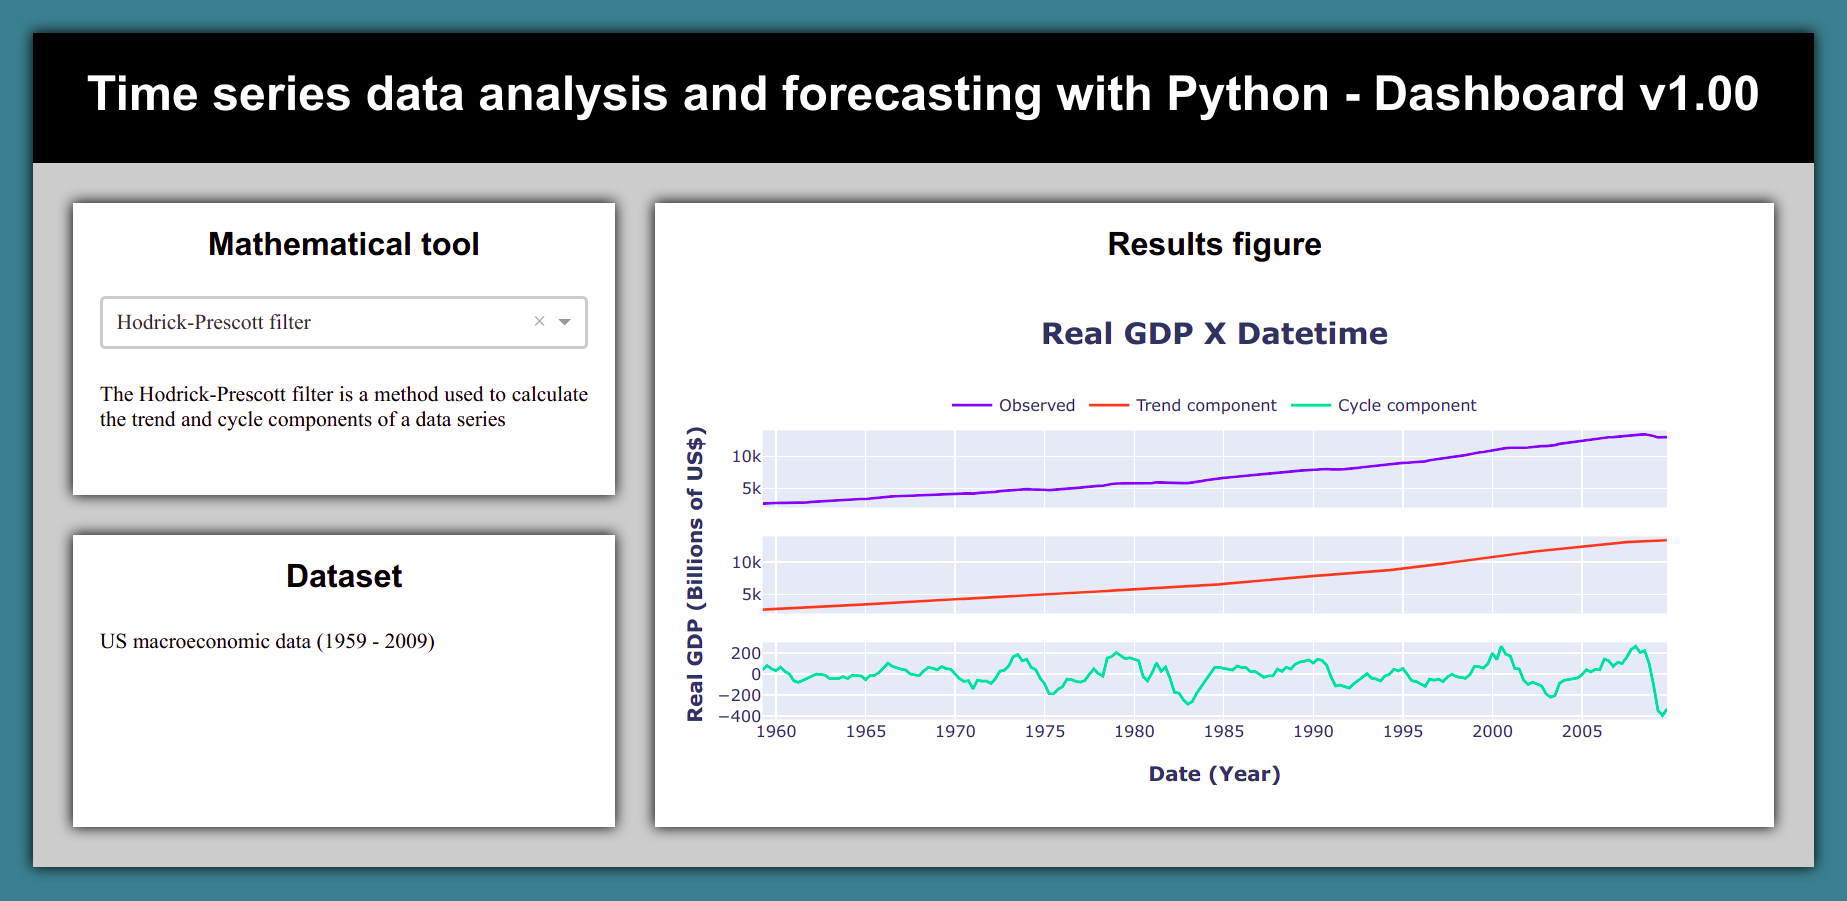 Time series data analysis and forecasting with Python - Dashboard v1.00
Mathematical tool
Hodrick-Prescott filter
×
The Hodrick-Prescott filter is a method used to calculate
the trend and cycle components of a data series
Dataset
US macroeconomic data (1959 - 2009)
Results figure
Real GDP X Datetime
Observed
Trend component
Cycle component
Real GDP (Billions of US$)
10k
5k
10k
5k
200
0
−200
−400
1960
1965
1970
1975
1980
1985
1990
1995
2000
2005
Date (Year)